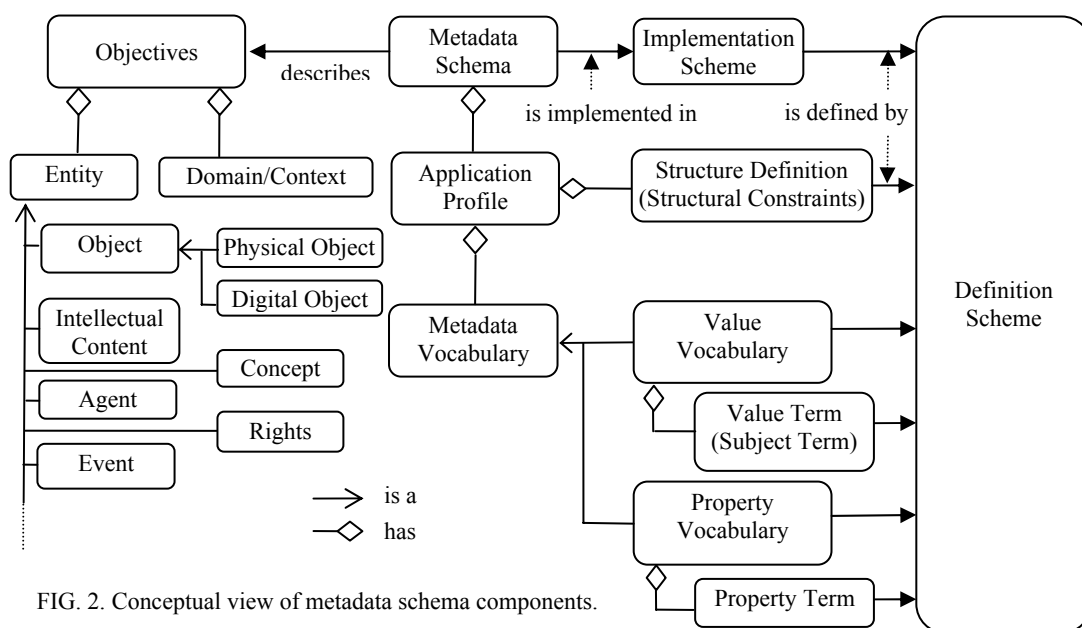 Objectives
describes
Metadata
Schema
is implemented in
Implementation
Scheme
is defined by
Entity
Domain/Context
Application
Profile
Structure Definition
(Structural Constraints)
Object
Physical Object
Digital Object
Intellectual
Content
Concept
Agent
Rights
Event
Metadata
Vocabulary
Value
Vocabulary
Value Term
(Subject Term)
Property
Vocabulary
Property Term
Definition
Scheme
is a
has
FIG. 2. Conceptual view of metadata schema components.